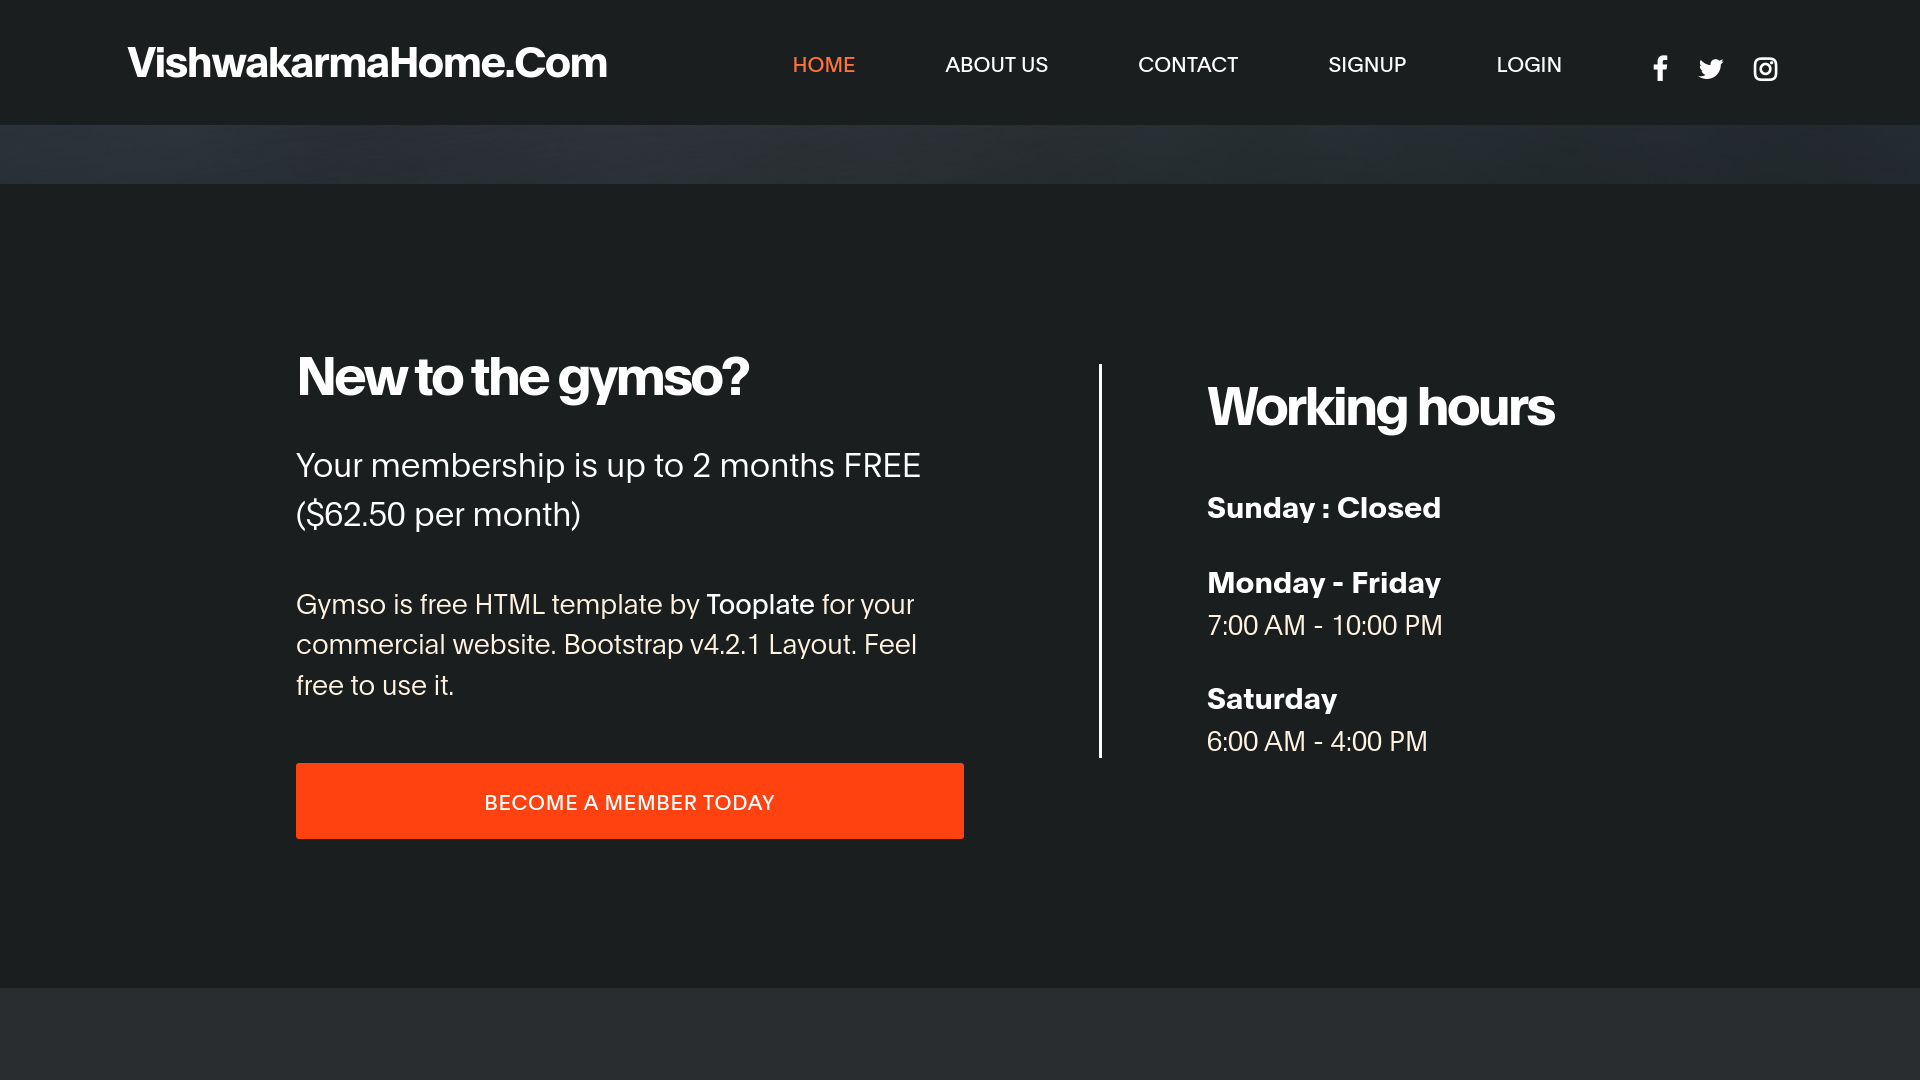 VishwakarmaHome.Com
HOME
ABOUT US
CONTACT
SIGNUP
LOGIN
New to the gymso?
Your membership is up to 2 months FREE
($62.50 per month)
Gymso is free HTML template by Tooplate for your
commercial website. Bootstrap v4.2.1 Layout. Feel
free to use it.
BECOME A MEMBER TODAY
Working hours
Sunday : Closed
Monday - Friday
7:00 AM - 10:00 PM
Saturday
6:00 AM - 4:00 PM